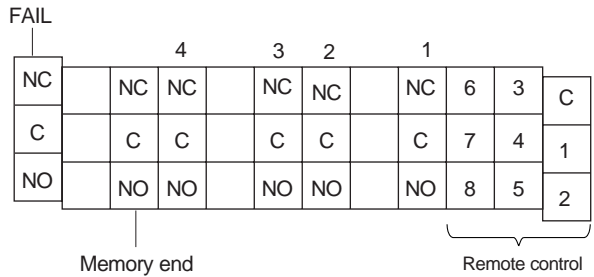 FAIL
4 3 2 1
NC NC NC NC NC NC 6 3 C
C C C C C C 7 4 1
NO NO NO NO NO NO 8 5 2
Memory end Remote control